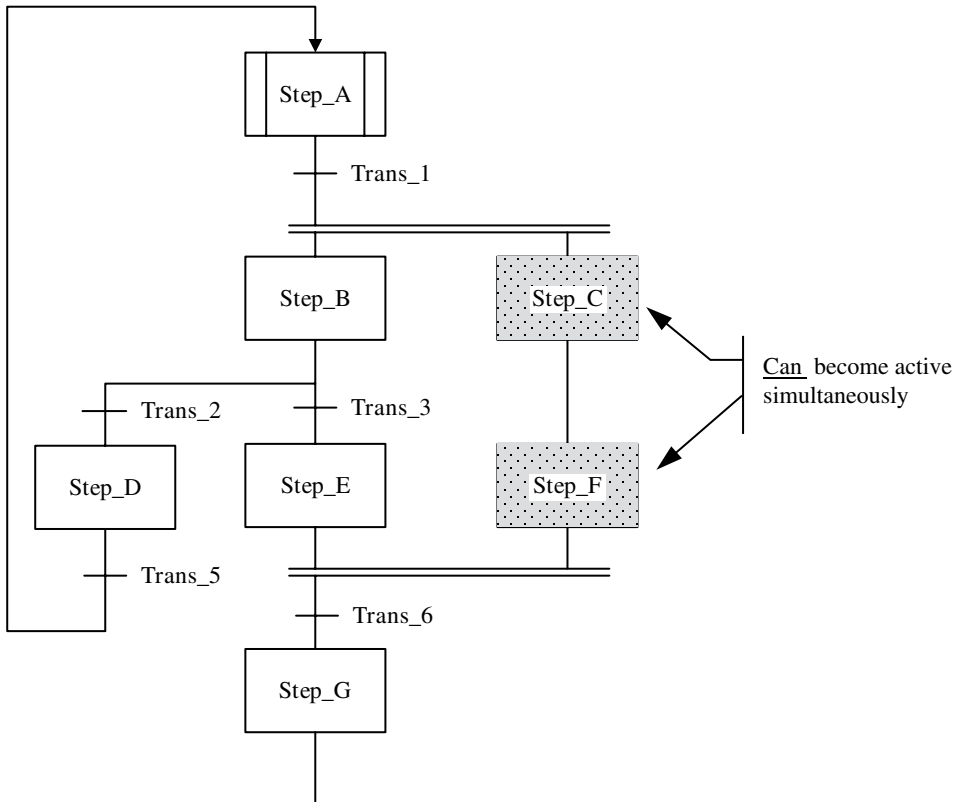 Step_A
Trans_1
Step_B
Step_C
Can become active
simultaneously
Trans_2
Trans_3
Step_D
Step_E
Step_F
Trans_5
Trans_6
Step_G